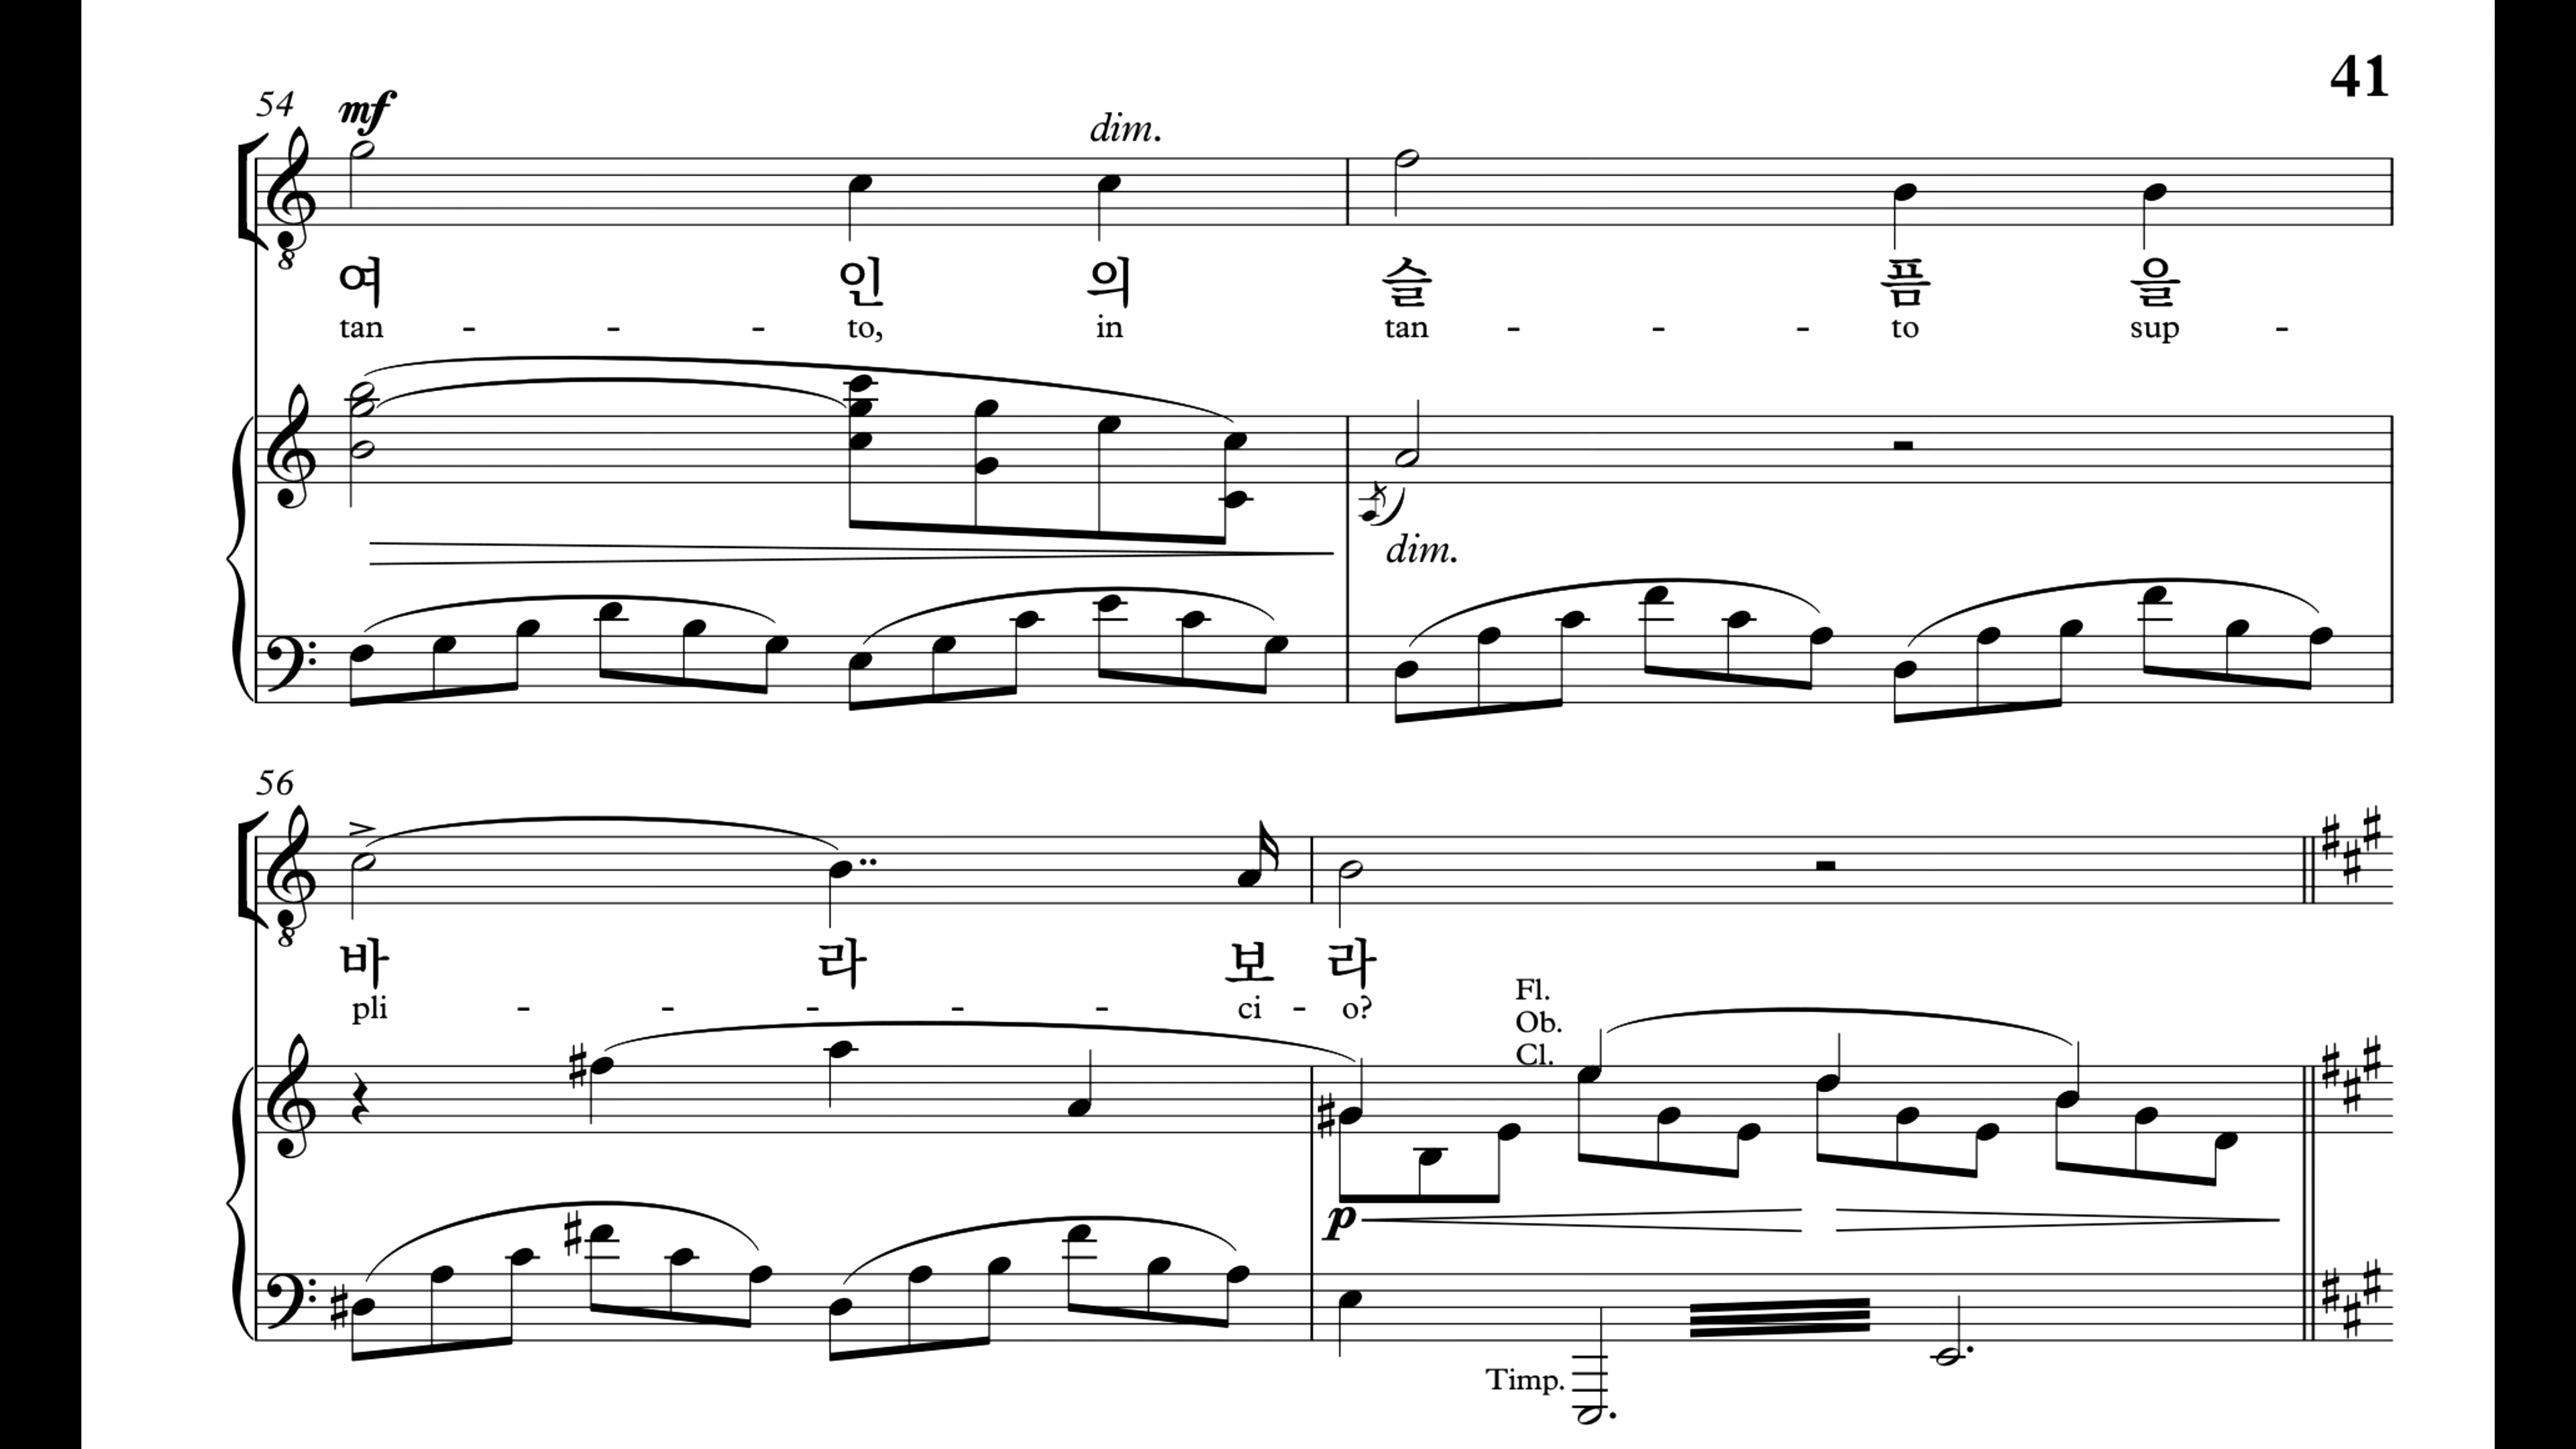 41
54 mf dim.
여 인 의 슬 픔 을
tan - - - to, in tan - - - to sup -
dim.
56
바 라 보 라
pli - - - - - ci - o?
Fl.
Ob.
Cl.
p
Timp.